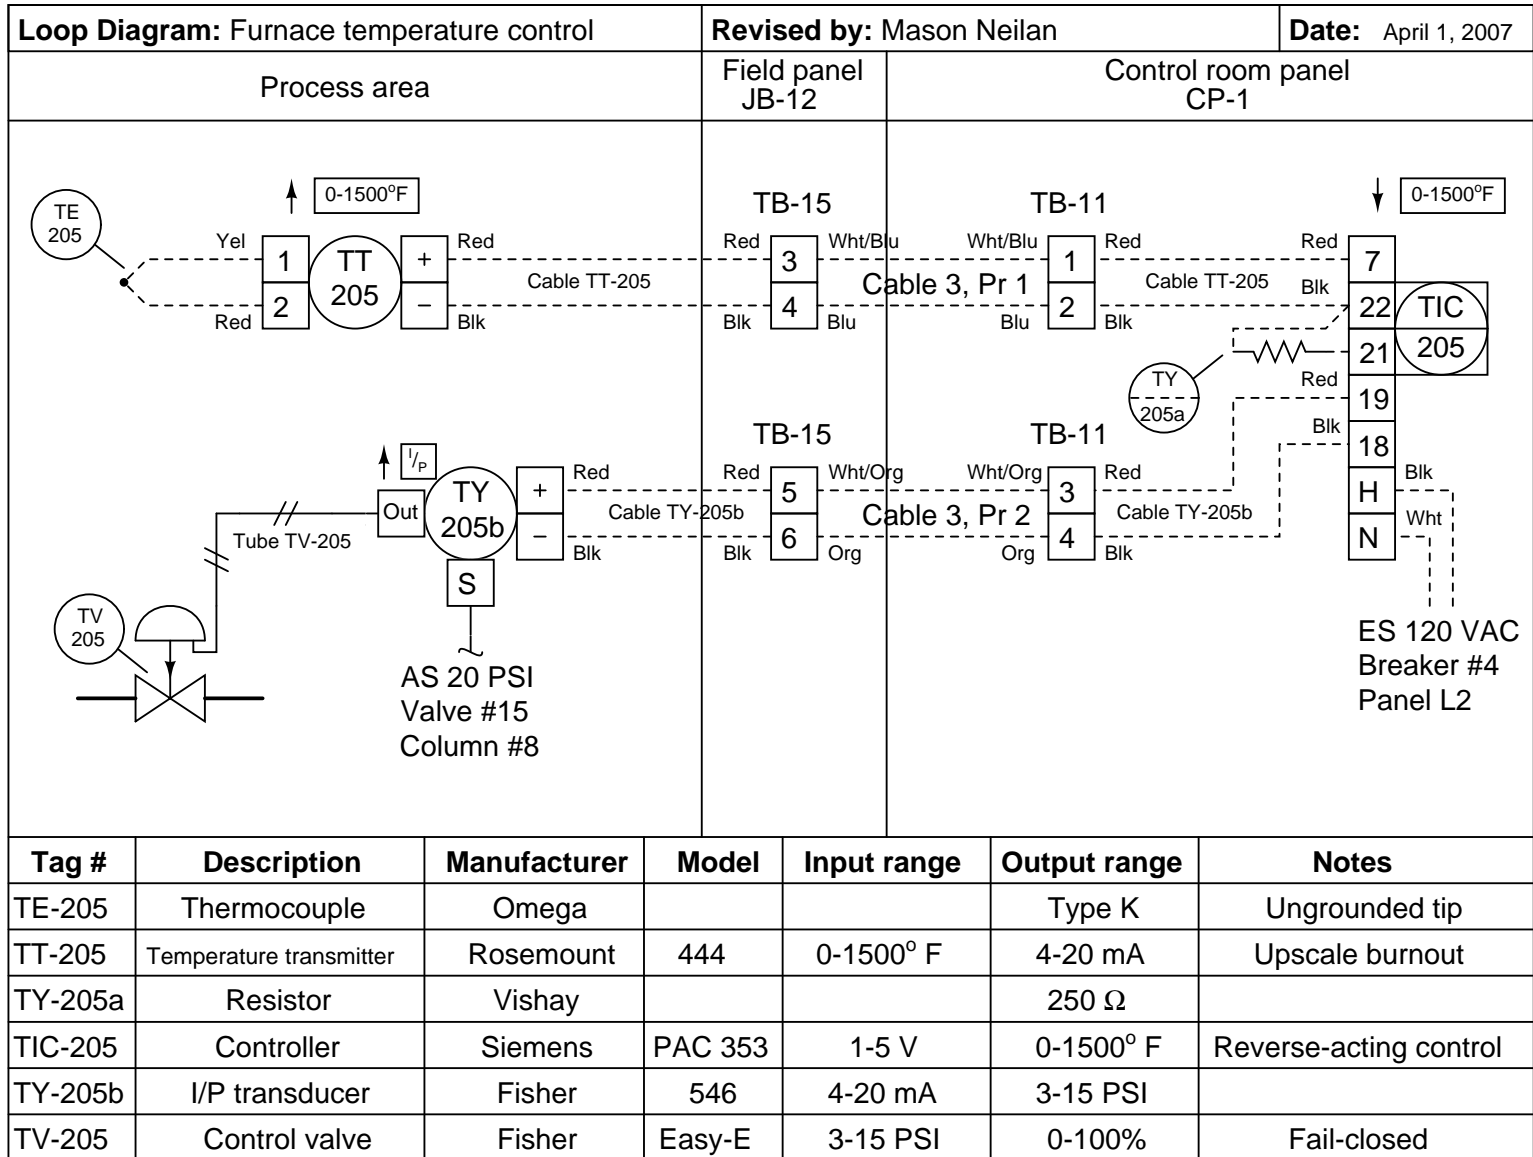 Loop Diagram: Furnace temperature control Revised by: Mason Neilan Date: April 1, 2007
Process area
Field panel
JB-12
Control room panel
CP-1
TE
205
0-1500°F
Yel
Red
1
2
TT
205
+
−
Red
Blk
Cable TT-205
TB-15
Red
Blk
3
4
Wht/Blu
Blu
Cable 3, Pr 1
TB-11
Wht/Blu
Blu
1
2
Red
Blk
Cable TT-205
0-1500°F
Red
Blk
7
22
21
19
18
H
N
TIC
205
TY
205a
Red
Blk
Blk
Wht
ES 120 VAC
Breaker #4
Panel L2
I/P
Out
TY
205b
S
+
−
Red
Blk
Cable TY-205b
TB-15
Red
Blk
5
6
Wht/Org
Org
Cable 3, Pr 2
TB-11
Wht/Org
Org
3
4
Red
Blk
Cable TY-205b
Tube TV-205
TV
205
AS 20 PSI
Valve #15
Column #8
Tag # Description Manufacturer Model Input range Output range Notes
TE-205 Thermocouple Omega Type K Ungrounded tip
TT-205 Temperature transmitter Rosemount 444 0-1500° F 4-20 mA Upscale burnout
TY-205a Resistor Vishay 250 Ω
TIC-205 Controller Siemens PAC 353 1-5 V 0-1500° F Reverse-acting control
TY-205b I/P transducer Fisher 546 4-20 mA 3-15 PSI
TV-205 Control valve Fisher Easy-E 3-15 PSI 0-100% Fail-closed